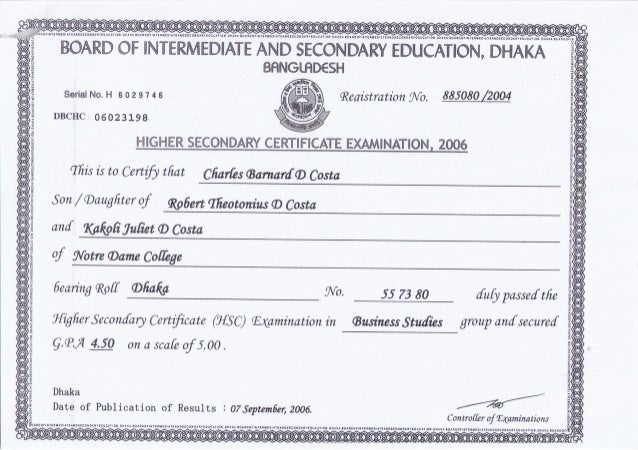 BOARD OF INTERMEDIATE AND SECONDARY EDUCATION, DHAKA
BANGLADESH
Serial No. H 6029746
Registration No. 885080 /2004
DBCHC 06023198
HIGHER SECONDARY CERTIFICATE EXAMINATION, 2006
This is to Certify that Charles Barnard D Costa
Son / Daughter of Robert Theotonius D Costa
and Kakoli Juliet D Costa
of Notre Dame College
bearing Roll Dhaka No. 55 73 80 duly passed the
Higher Secondary Certificate (HSC) Examination in Business Studies group and secured
G.P.A 4.50 on a scale of 5.00 .
Dhaka
Date of Publication of Results : 07 September, 2006.
Controller of Examinations